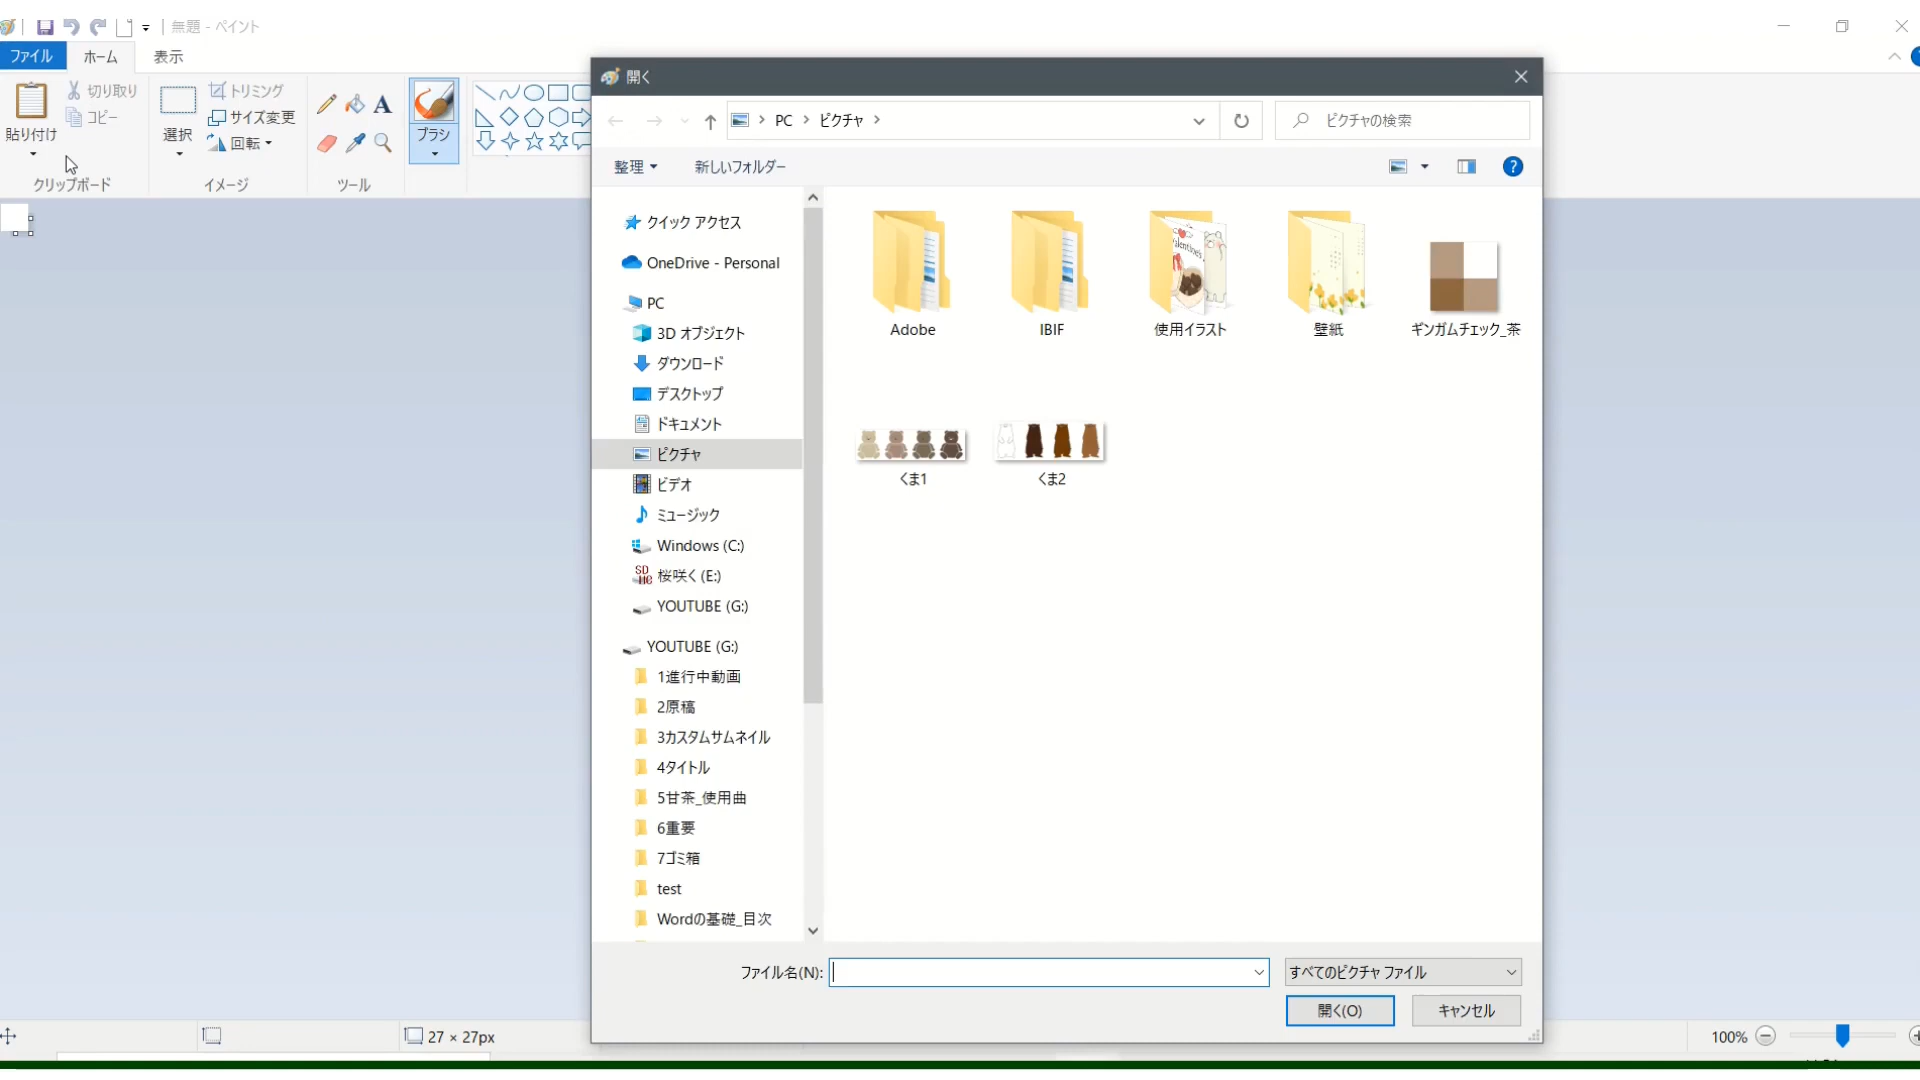 無題 - ペイント
ファイル
ホーム
表示
貼り付け
切り取り
コピー
クリップボード
選択
トリミング
サイズ変更
回転
イメージ
A
ツール
ブラシ
開く
PC
ピクチャ
ピクチャの検索
整理
新しいフォルダー
?
クイック アクセス
OneDrive - Personal
PC
3D オブジェクト
ダウンロード
デスクトップ
ドキュメント
ピクチャ
ビデオ
ミュージック
Windows (C:)
桜咲く (E:)
YOUTUBE (G:)
YOUTUBE (G:)
1進行中動画
2原稿
3カスタムサムネイル
4タイトル
5甘茶_使用曲
6重要
7ゴミ箱
test
Wordの基礎_目次
Adobe
IBIF
使用イラスト
壁紙
ギンガムチェック_茶
くま1
くま2
ファイル名(N):
すべてのピクチャ ファイル
開く(O)
キャンセル
27 × 27px
100%